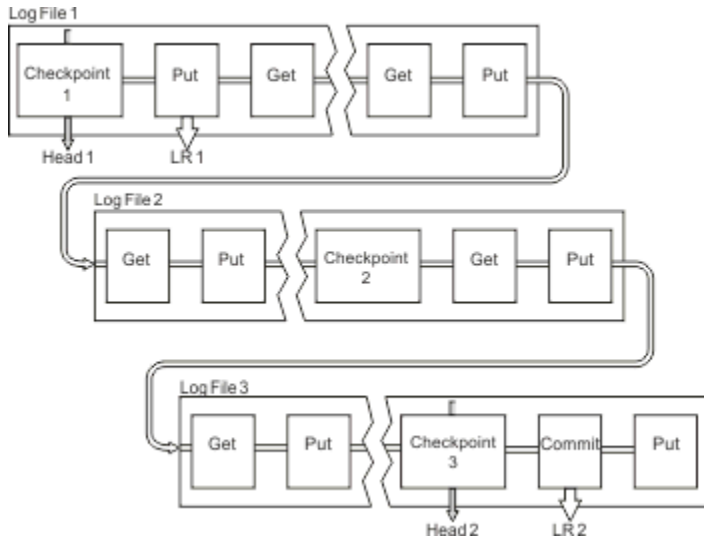 Log File 1
Checkpoint
1
Put
Get
Get
Put
Head 1
LR 1
Log File 2
Get
Put
Checkpoint
2
Get
Put
Log File 3
Get
Put
Checkpoint
3
Commit
Put
Head 2
LR 2